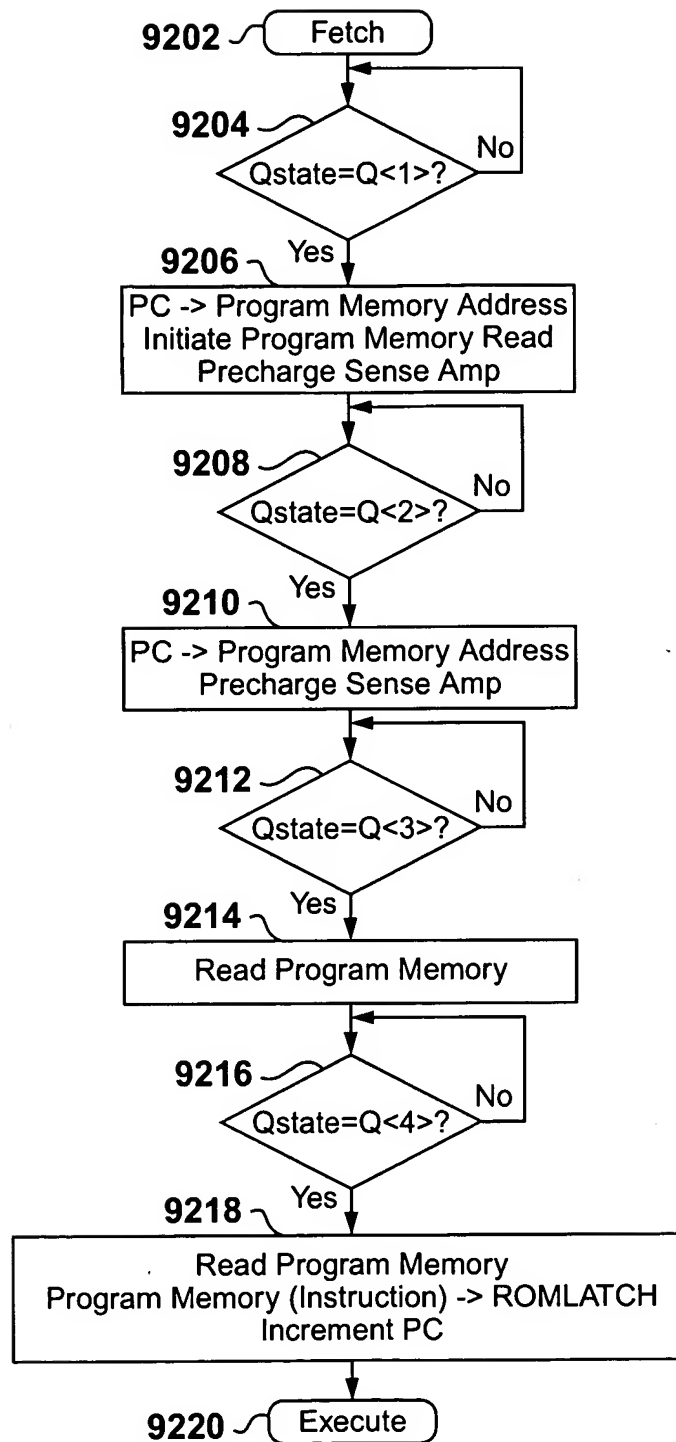 9202
Fetch
9204
Qstate=Q<1>?
No
Yes
9206
PC -> Program Memory Address
Initiate Program Memory Read
Precharge Sense Amp
9208
Qstate=Q<2>?
No
Yes
9210
PC -> Program Memory Address
Precharge Sense Amp
9212
Qstate=Q<3>?
No
Yes
9214
Read Program Memory
9216
Qstate=Q<4>?
No
Yes
9218
Read Program Memory
Program Memory (Instruction) -> ROMLATCH
Increment PC
9220
Execute